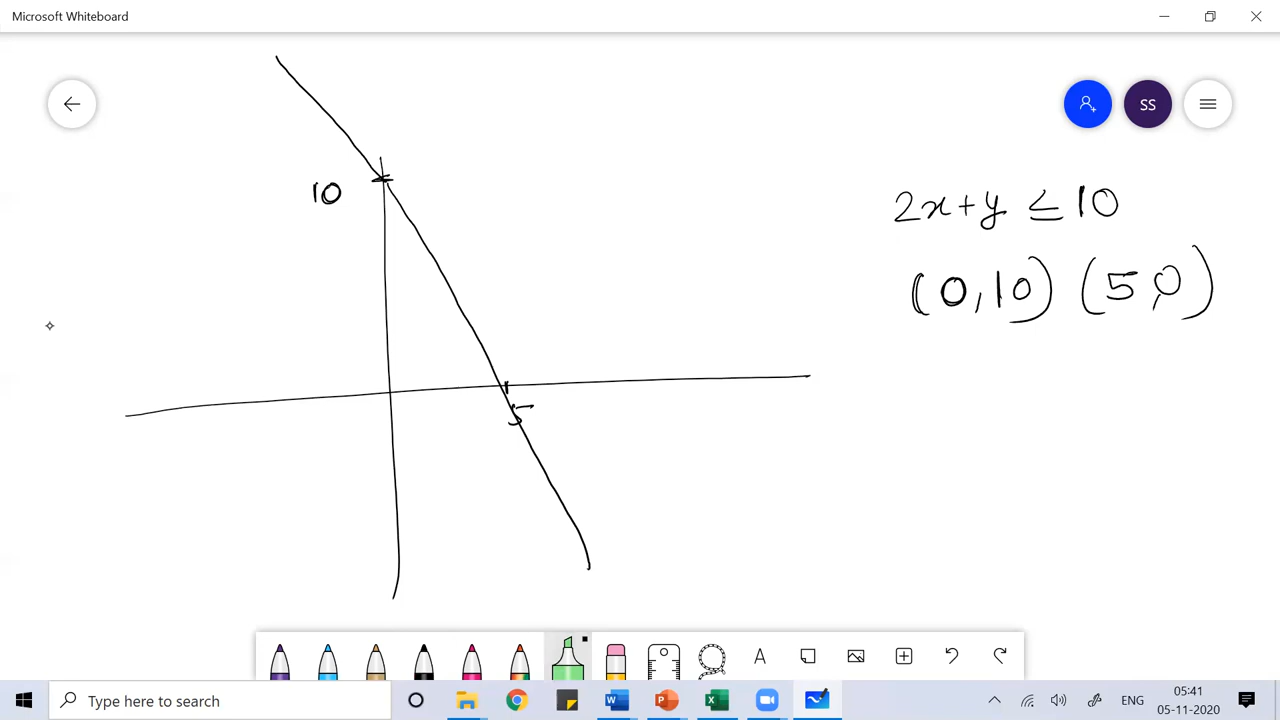 Microsoft Whiteboard
SS
10
2x+y ≤ 10
(0,10) (5,0)
5
A
Type here to search
ENG
05:41
05-11-2020